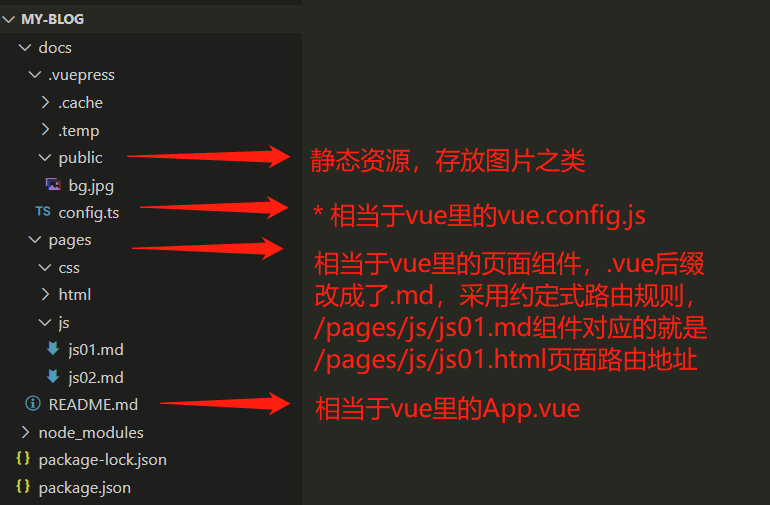 MY-BLOG
docs
.vuepress
.cache
.temp
public
静态资源，存放图片之类
bg.jpg
TS config.ts
* 相当于vue里的vue.config.js
pages
相当于vue里的页面组件，.vue后缀
改成了.md，采用约定式路由规则，
/pages/js/js01.md组件对应的就是
/pages/js/js01.html页面路由地址
css
html
js
js01.md
js02.md
README.md
相当于vue里的App.vue
node_modules
{} package-lock.json
{} package.json